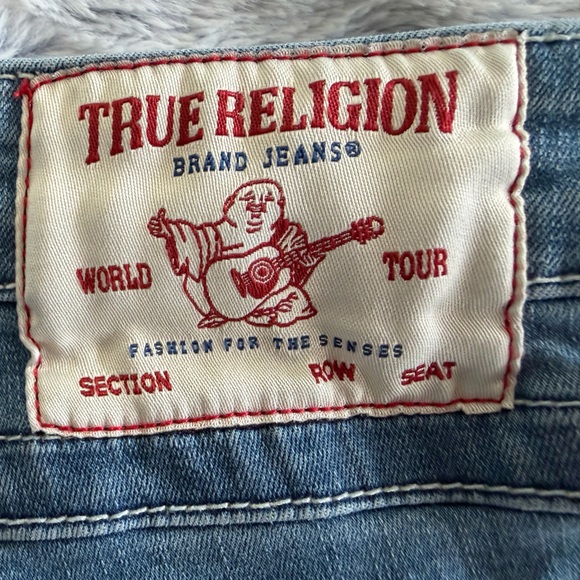 TRUE RELIGION
BRAND JEANS®
WORLD TOUR
FASHION FOR THE SENSES
SECTION ROW SEAT